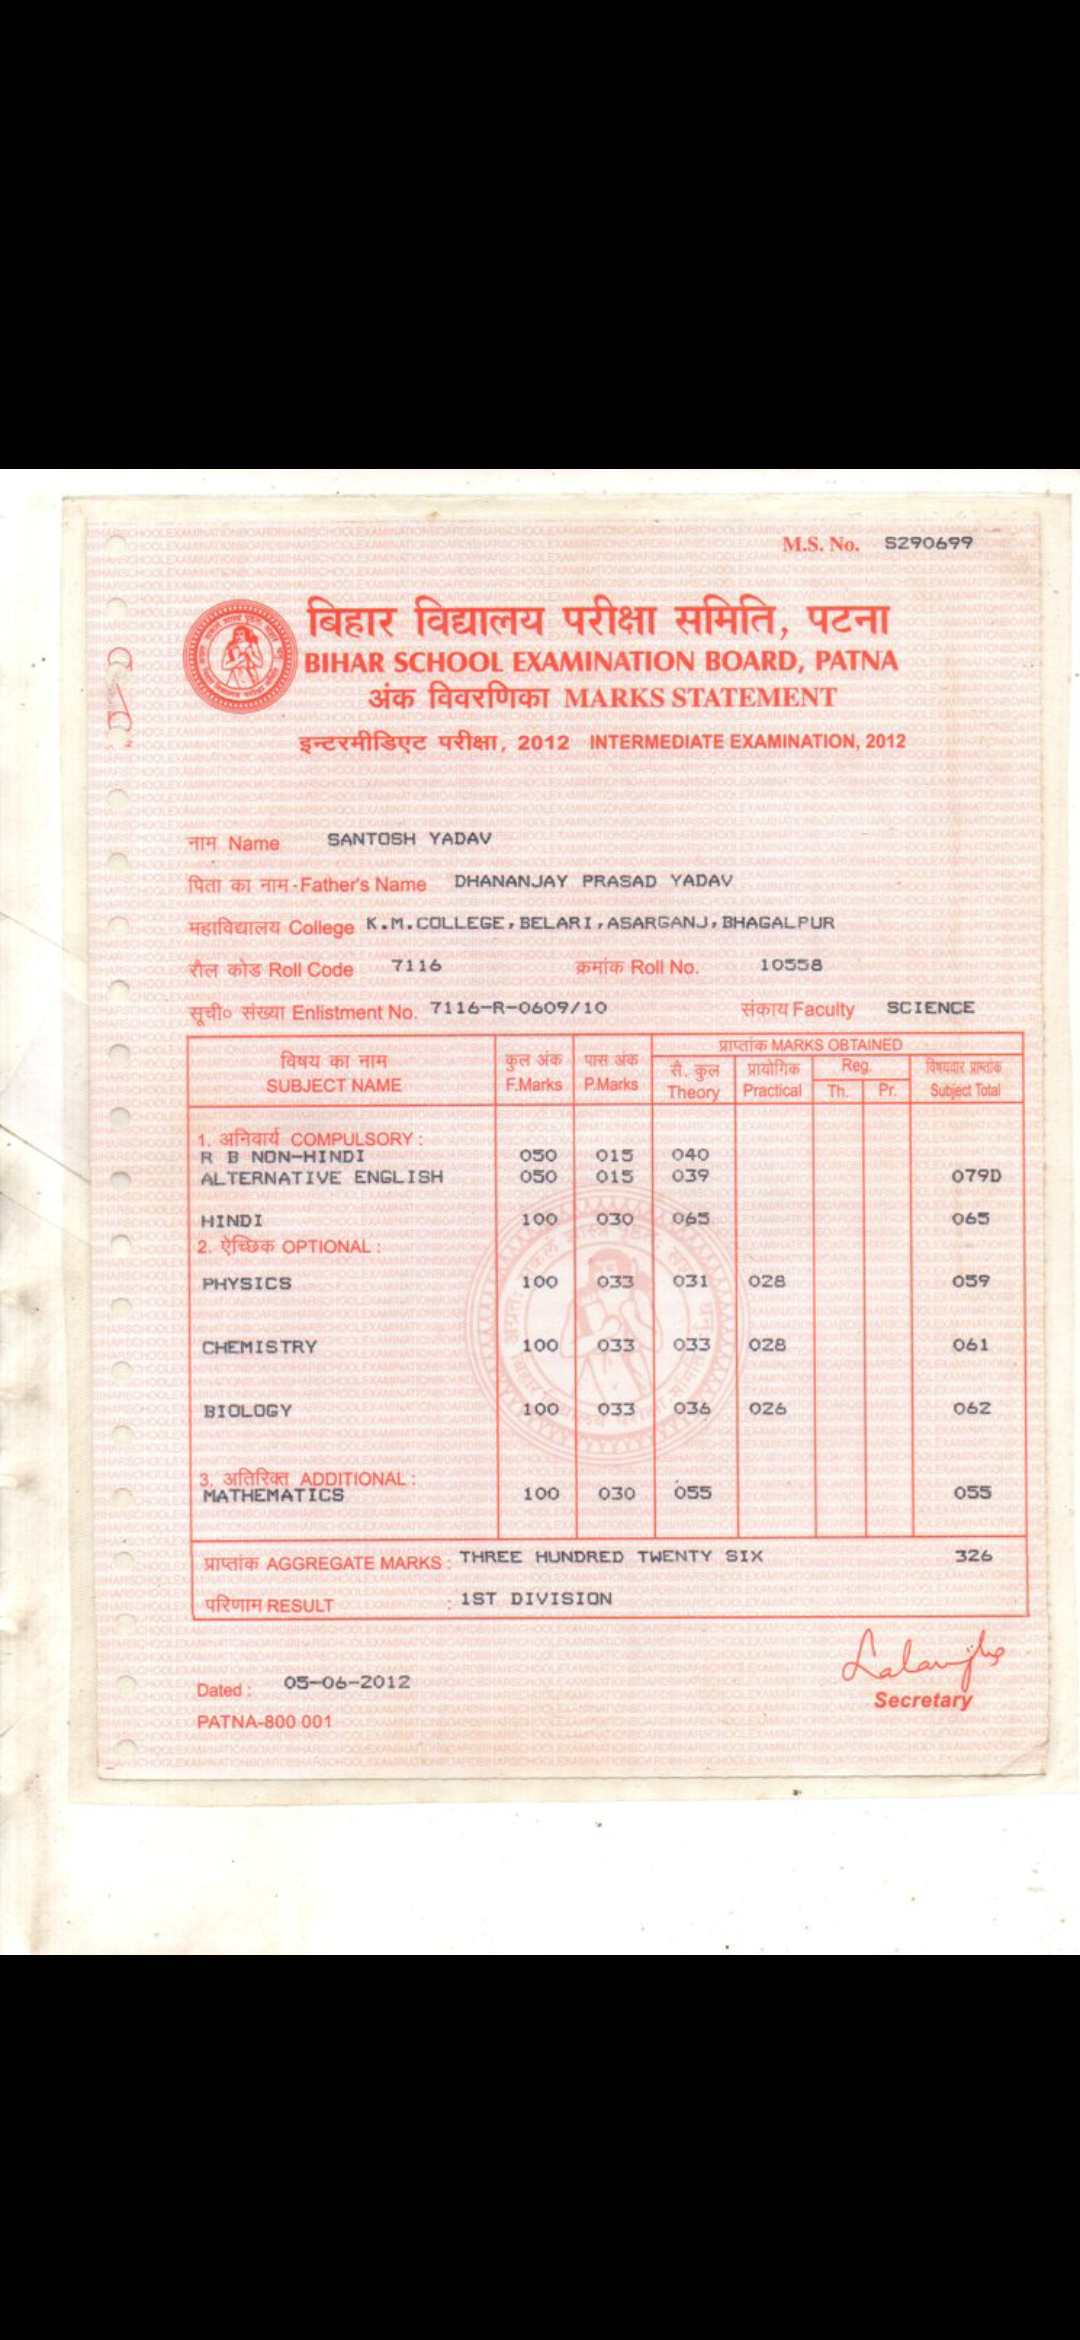 M.S. No. S290699
बिहार विद्यालय परीक्षा समिति, पटना
BIHAR SCHOOL EXAMINATION BOARD, PATNA
अंक विवरणिका MARKS STATEMENT
इन्टरमीडिएट परीक्षा, 2012 INTERMEDIATE EXAMINATION, 2012
नाम Name SANTOSH YADAV
पिता का नाम-Father's Name DHANANJAY PRASAD YADAV
महाविद्यालय College K.M.COLLEGE,BELARI,ASARGANJ,BHAGALPUR
रौल कोड Roll Code 7116 क्रमांक Roll No. 10558
सूची० संख्या Enlistment No. 7116-R-0609/10 संकाय Faculty SCIENCE
विषय का नाम SUBJECT NAME कुल अंक F.Marks पास अंक P.Marks प्राप्तांक MARKS OBTAINED
सै. कुल Theory प्रायोगिक Practical Reg. Th. Pr. विषयवार प्राप्तांक Subject Total
1. अनिवार्य COMPULSORY :
R B NON-HINDI 050 015 040
ALTERNATIVE ENGLISH 050 015 039 079D
HINDI 100 030 065 065
2. ऐच्छिक OPTIONAL :
PHYSICS 100 033 031 028 059
CHEMISTRY 100 033 033 028 061
BIOLOGY 100 033 036 026 062
3. अतिरिक्त ADDITIONAL :
MATHEMATICS 100 030 055 055
प्राप्तांक AGGREGATE MARKS : THREE HUNDRED TWENTY SIX 326
परिणाम RESULT : 1ST DIVISION
Dated : 05-06-2012
Secretary
PATNA-800 001